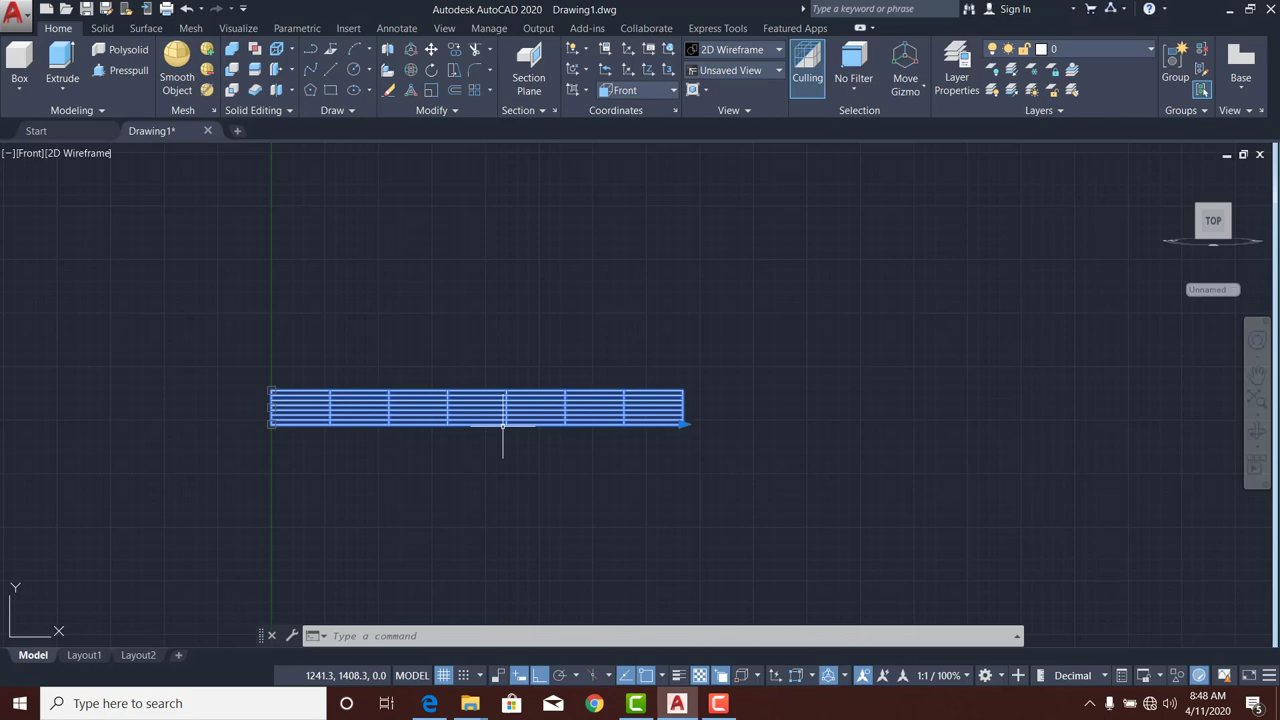 Autodesk AutoCAD 2020 Drawing1.dwg
Type a keyword or phrase
Sign In
Home Solid Surface Mesh Visualize Parametric Insert Annotate View Manage Output Add-ins Collaborate Express Tools Featured Apps
Box
Extrude
Polysolid
Presspull
Smooth
Object
Section
Plane
2D Wireframe
Unsaved View
Front
Culling
No Filter
Move
Gizmo
Layer
Properties
0
Group
Base
Modeling Mesh Solid Editing Draw Modify Section Coordinates View Selection Layers Groups View
Start Drawing1*
[−][Front][2D Wireframe]
TOP
Unnamed
Y
X
Type a command
Model Layout1 Layout2
1241.3, 1408.3, 0.0 MODEL 1:1 / 100% Decimal
Type here to search
8:48 AM
4/11/2020